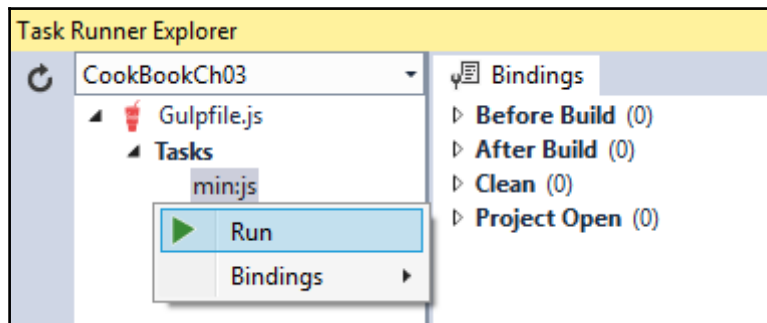 Task Runner Explorer
CookBookCh03
Gulpfile.js
Tasks
min:js
Run
Bindings
Bindings
Before Build (0)
After Build (0)
Clean (0)
Project Open (0)